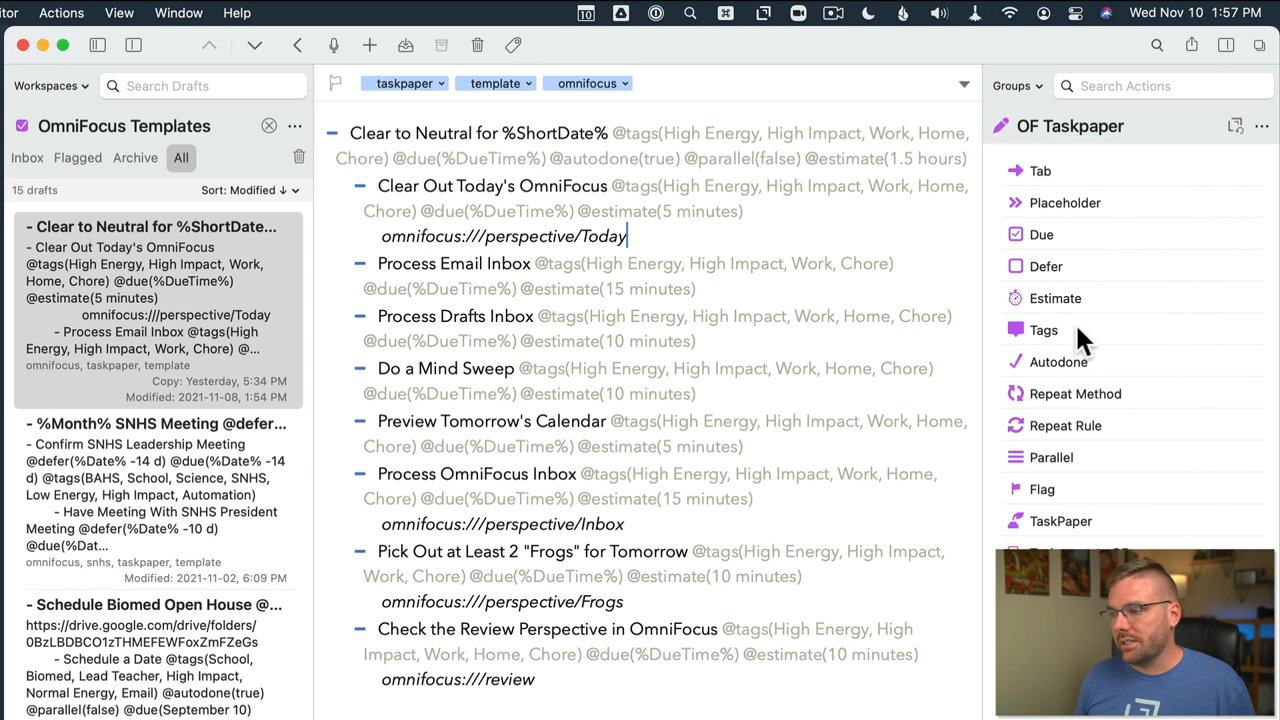 itor Actions View Window Help 10 Wed Nov 10 1:57 PM
Workspaces Search Drafts
OmniFocus Templates
Inbox Flagged Archive All
15 drafts Sort: Modified
- Clear to Neutral for %ShortDate...
- Clear Out Today's OmniFocus
@tags(High Energy, High Impact, Work,
Home, Chore) @due(%DueTime%)
@estimate(5 minutes)
omnifocus:///perspective/Today
- Process Email Inbox @tags(High
Energy, High Impact, Work, Chore) @...
omnifocus, taskpaper, template
Copy: Yesterday, 5:34 PM
Modified: 2021-11-08, 1:54 PM
- %Month% SNHS Meeting @defer...
- Confirm SNHS Leadership Meeting
@defer(%Date% -14 d) @due(%Date% -14
d) @tags(BAHS, School, Science, SNHS,
Low Energy, High Impact, Automation)
- Have Meeting With SNHS President
Meeting @defer(%Date% -10 d)
@due(%Dat...
omnifocus, snhs, taskpaper, template
Modified: 2021-11-02, 6:09 PM
- Schedule Biomed Open House @...
https://drive.google.com/drive/folders/
0BzLBDBCO1zTHMEFEWFoxZmFZeGs
- Schedule a Date @tags(School,
Biomed, Lead Teacher, High Impact,
Normal Energy, Email) @autodone(true)
@parallel(false) @due(September 10)
taskpaper template omnifocus
Clear to Neutral for %ShortDate% @tags(High Energy, High Impact, Work, Home,
Chore) @due(%DueTime%) @autodone(true) @parallel(false) @estimate(1.5 hours)
Clear Out Today's OmniFocus @tags(High Energy, High Impact, Work, Home,
Chore) @due(%DueTime%) @estimate(5 minutes)
omnifocus:///perspective/Today
Process Email Inbox @tags(High Energy, High Impact, Work, Chore)
@due(%DueTime%) @estimate(15 minutes)
Process Drafts Inbox @tags(High Energy, High Impact, Work, Home, Chore)
@due(%DueTime%) @estimate(10 minutes)
Do a Mind Sweep @tags(High Energy, High Impact, Work, Home, Chore)
@due(%DueTime%) @estimate(10 minutes)
Preview Tomorrow's Calendar @tags(High Energy, High Impact, Work, Home,
Chore) @due(%DueTime%) @estimate(5 minutes)
Process OmniFocus Inbox @tags(High Energy, High Impact, Work, Home,
Chore) @due(%DueTime%) @estimate(15 minutes)
omnifocus:///perspective/Inbox
Pick Out at Least 2 "Frogs" for Tomorrow @tags(High Energy, High Impact,
Work, Chore) @due(%DueTime%) @estimate(10 minutes)
omnifocus:///perspective/Frogs
Check the Review Perspective in OmniFocus @tags(High Energy, High
Impact, Work, Home, Chore) @due(%DueTime%) @estimate(10 minutes)
omnifocus:///review
Groups Search Actions
OF Taskpaper
Tab
Placeholder
Due
Defer
Estimate
Tags
Autodone
Repeat Method
Repeat Rule
Parallel
Flag
TaskPaper